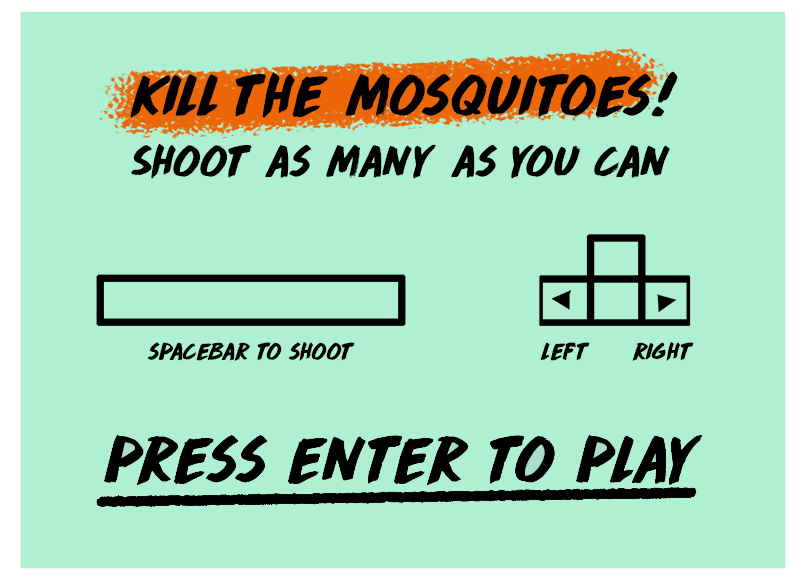 KILL THE MOSQUITOES!
SHOOT AS MANY AS YOU CAN
SPACEBAR TO SHOOT
LEFT RIGHT
PRESS ENTER TO PLAY